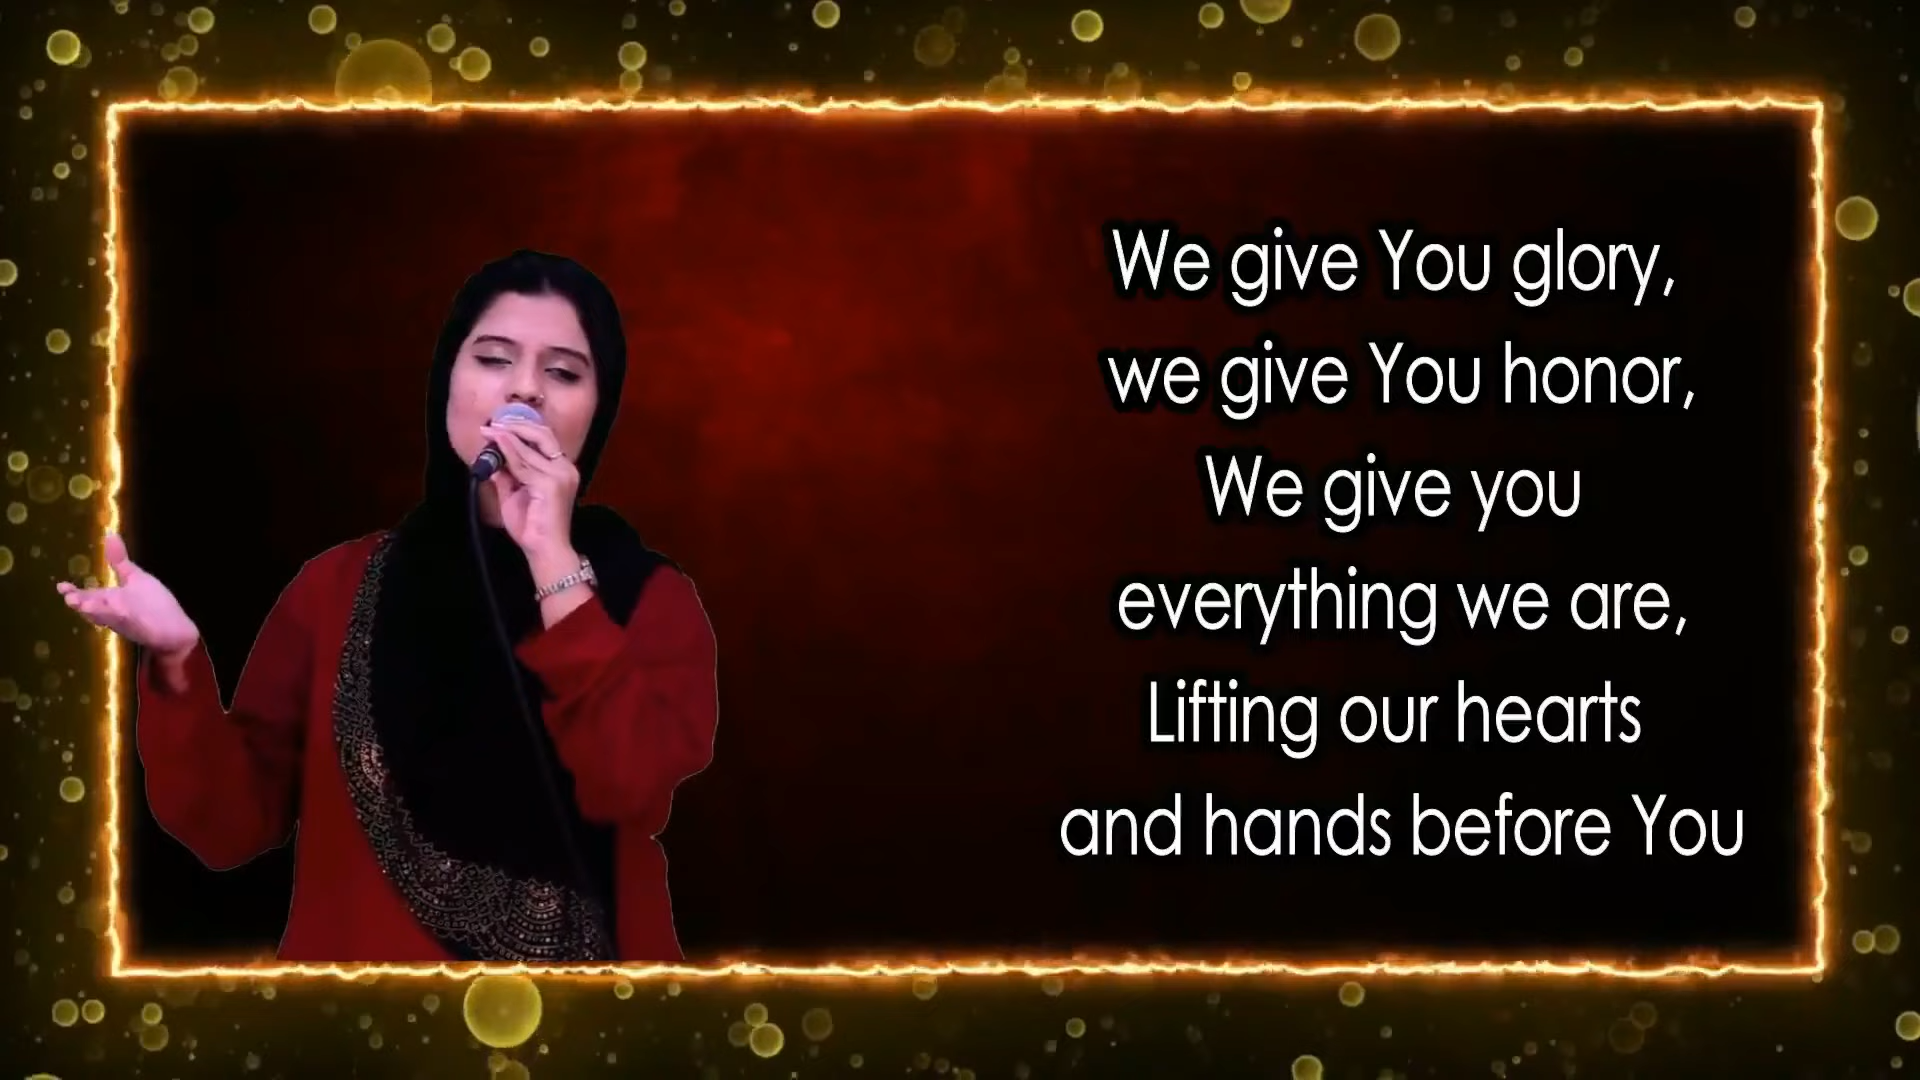 We give You glory,
we give You honor,
We give you
everything we are,
Lifting our hearts
and hands before You